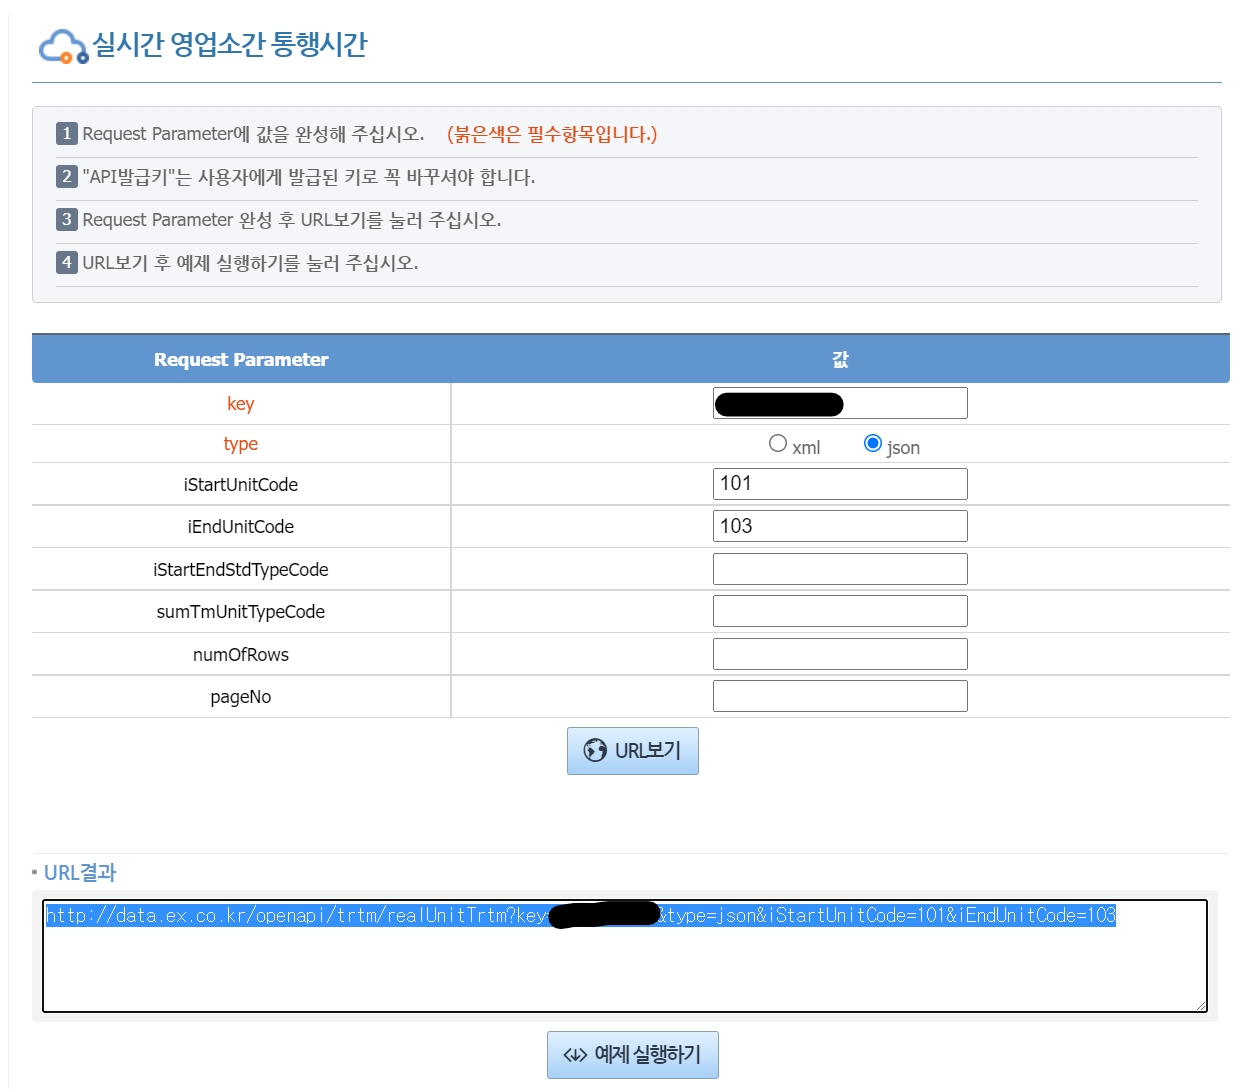 실시간 영업소간 통행시간
1 Request Parameter에 값을 완성해 주십시오. (붉은색은 필수항목입니다.)
2 "API발급키"는 사용자에게 발급된 키로 꼭 바꾸셔야 합니다.
3 Request Parameter 완성 후 URL보기를 눌러 주십시오.
4 URL보기 후 예제 실행하기를 눌러 주십시오.
Request Parameter 값
key
type xml json
iStartUnitCode 101
iEndUnitCode 103
iStartEndStdTypeCode
sumTmUnitTypeCode
numOfRows
pageNo
URL보기
URL결과
http://data.ex.co.kr/openapi/trtm/realUnitTrtm?key= &type=json&iStartUnitCode=101&iEndUnitCode=103
예제 실행하기